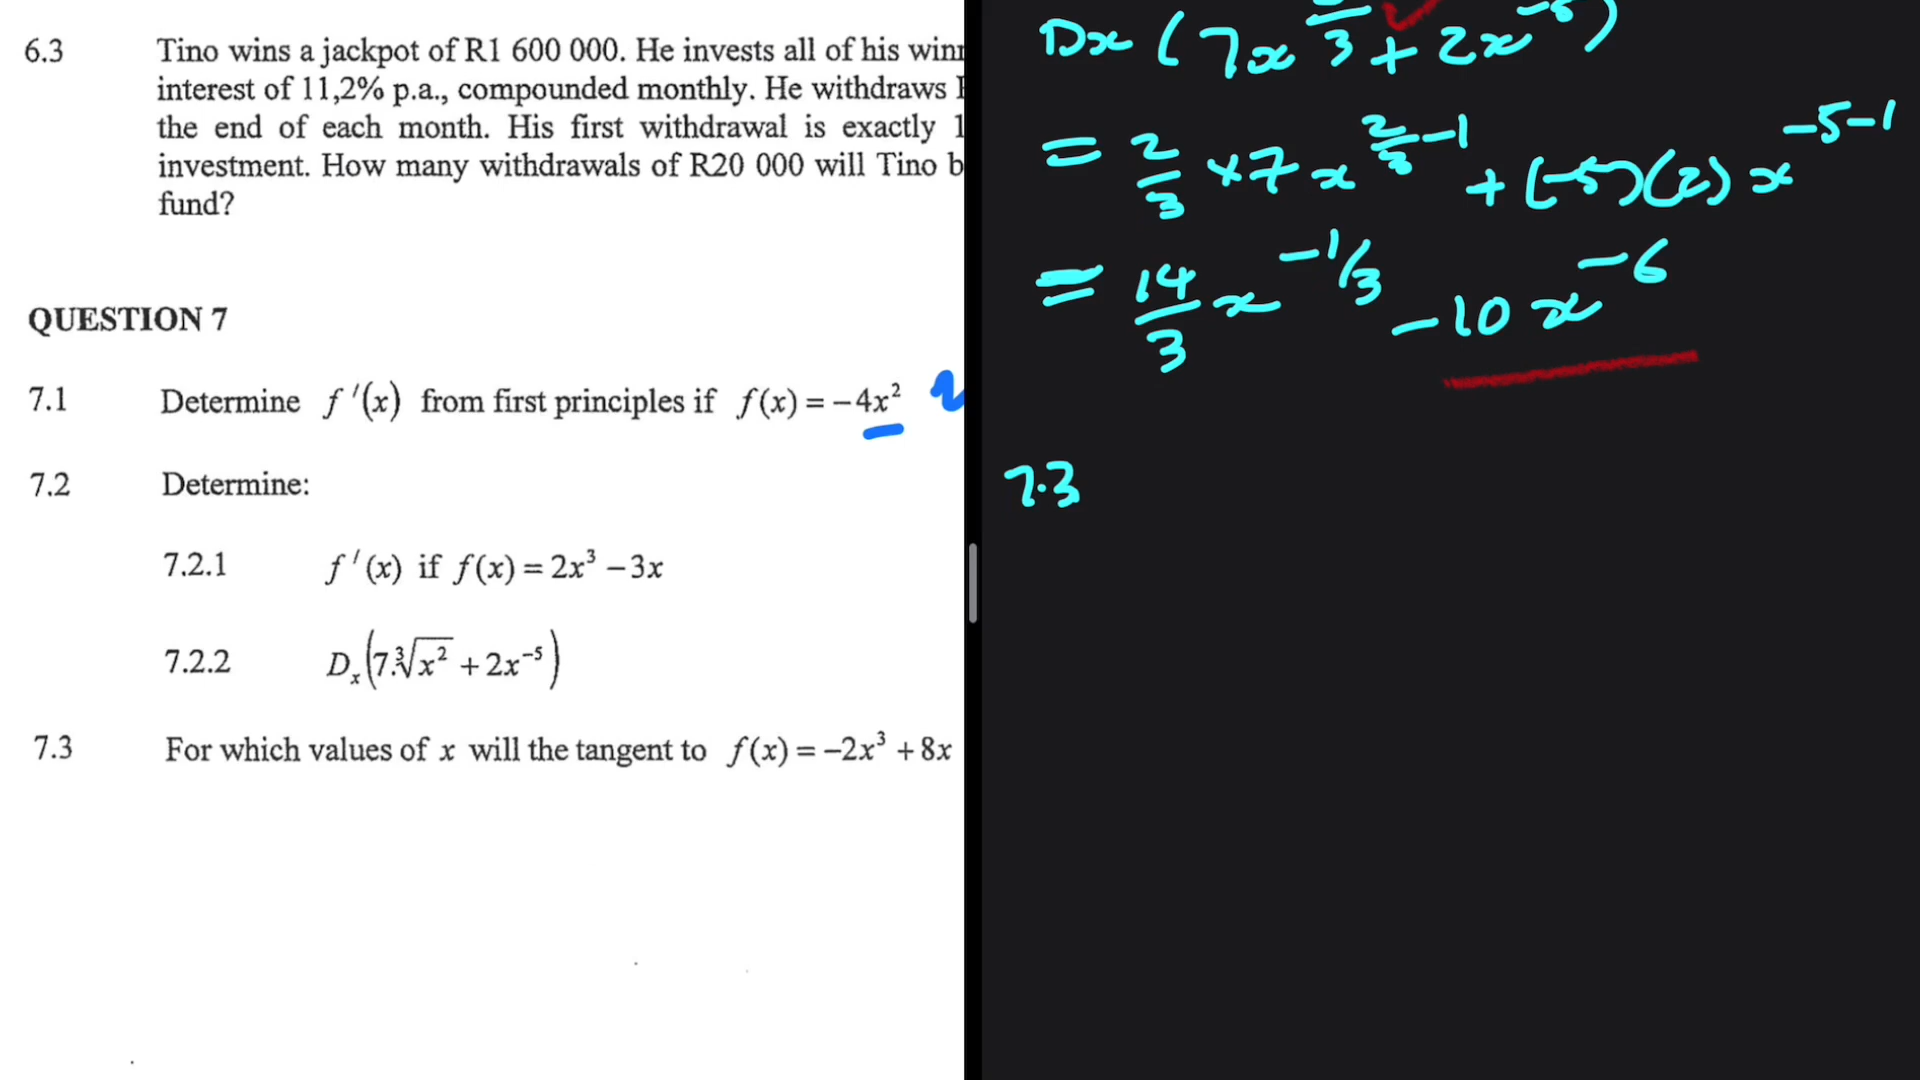 6.3 Tino wins a jackpot of R1 600 000. He invests all of his
interest of 11,2% p.a., compounded monthly. He withdraws
the end of each month. His first withdrawal is exactly 1
investment. How many withdrawals of R20 000 will Tino b
fund?
QUESTION 7
7.1 Determine f '(x) from first principles if f(x) = −4x²
7.2 Determine:
7.2.1 f '(x) if f(x) = 2x³ − 3x
7.2.2 Dₓ(7.∛x² + 2x⁻⁵)
7.3 For which values of x will the tangent to f(x) = −2x³ + 8x
Dx (7x^(2/3) + 2x^(-5))
= 2/3 × 7x^(2/3 - 1) + (-5)(2)x^(-5-1)
= 14/3 x^(-1/3) - 10x^(-6)
7.3